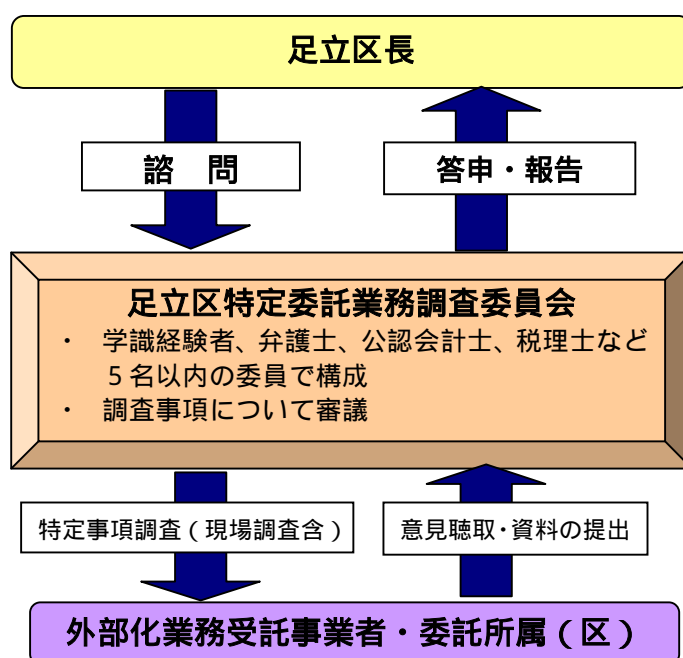 足立区長
諮　問
答申・報告
足立区特定委託業務調査委員会
・　学識経験者、弁護士、公認会計士、税理士など
５名以内の委員で構成
・　調査事項について審議
特定事項調査（現場調査含）
意見聴取・資料の提出
外部化業務受託事業者・委託所属（区）